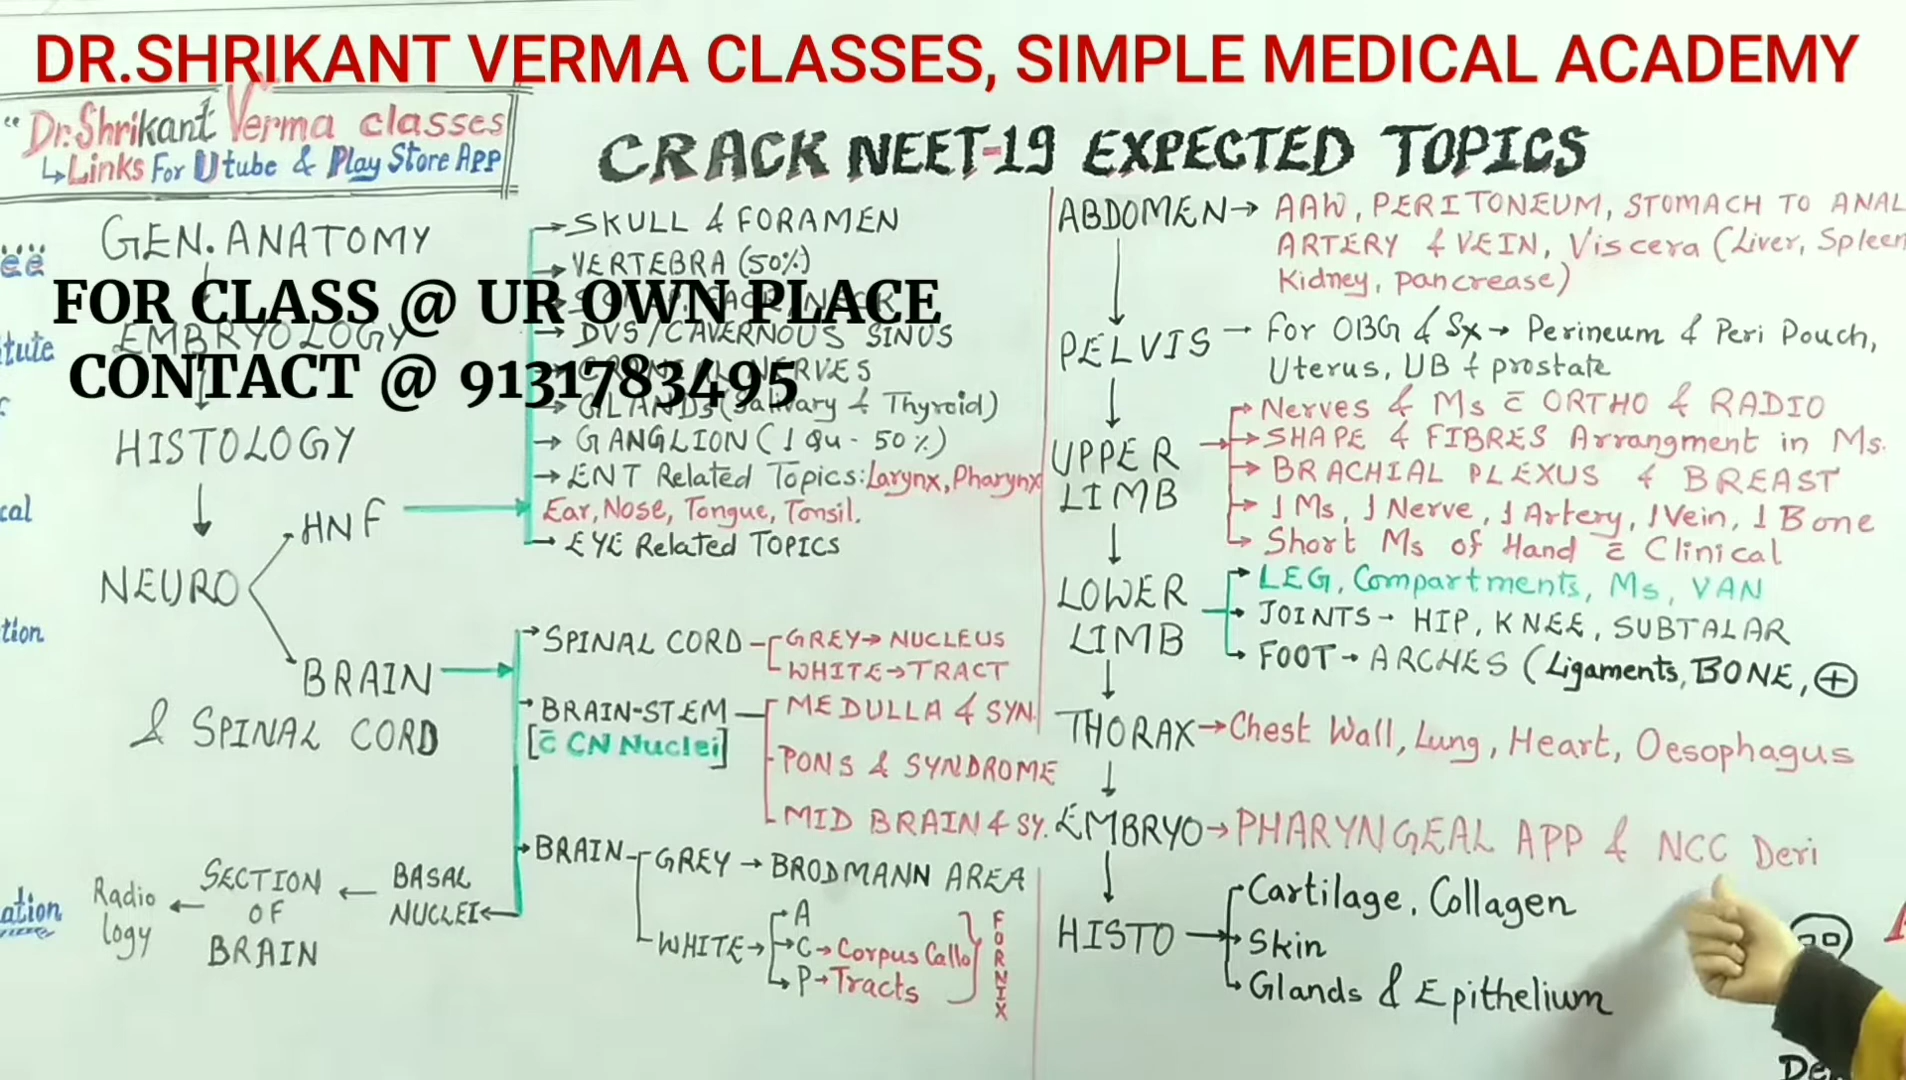 DR.SHRIKANT VERMA CLASSES, SIMPLE MEDICAL ACADEMY
"Dr.Shrikant Verma classes
↳Links For Utube & Play Store App
CRACK NEET-19 EXPECTED TOPICS
FOR CLASS @ UR OWN PLACE
CONTACT @ 9131783495
ëë
tute
cal
tion
ation
GEN. ANATOMY
↓
EMBRYOLOGY
↓
HISTOLOGY
↓
NEURO
HNF →
→ SKULL & FORAMEN
→ VERTEBRA (50%)
NECK
→ DVS/CAVERNOUS SINUS
→ CRANIAL NERVES
→ GLANDS (Salivary & Thyroid)
→ GANGLION (1 Qu - 50%)
→ ENT Related Topics: Larynx, Pharynx
Ear, Nose, Tongue, Tonsil.
→ EYE Related TOPICS
BRAIN →
& SPINAL CORD
→ SPINAL CORD
GREY → NUCLEUS
WHITE → TRACT
→ BRAIN-STEM
[c̄ CN Nuclei]
MEDULLA & SYN.
PONS & SYNDROME
MID BRAIN & SY.
→ BRAIN
GREY → BRODMANN AREA
WHITE →
→ A
→ C → Corpus Callo
→ P → Tracts
FORNIX
BASAL
NUCLEI ←
← SECTION
OF
BRAIN
← Radio
logy
ABDOMEN → AAW, PERITONEUM, STOMACH TO ANAL
ARTERY & VEIN, Viscera (Liver, Spleen
Kidney, pancrease)
↓
PELVIS → For OBG & Sx → Perineum & Peri Pouch,
Uterus, UB & prostate
↓
UPPER
LIMB
→ Nerves & Ms c̄ ORTHO & RADIO
→ SHAPE & FIBRES Arrangment in Ms.
→ BRACHIAL PLEXUS & BREAST
→ 1 Ms, 1 Nerve, 1 Artery, 1 Vein, 1 Bone
→ Short Ms of Hand c̄ Clinical
↓
LOWER
LIMB
→ LEG, Compartments, Ms, VAN
→ JOINTS - HIP, KNEE, SUBTALAR
→ FOOT → ARCHES (Ligaments, BONE, ⊕
↓
THORAX → Chest Wall, Lung, Heart, Oesophagus
↓
EMBRYO → PHARYNGEAL APP & NCC Deri
↓
HISTO →
→ Cartilage, Collagen
→ Skin
→ Glands & Epithelium